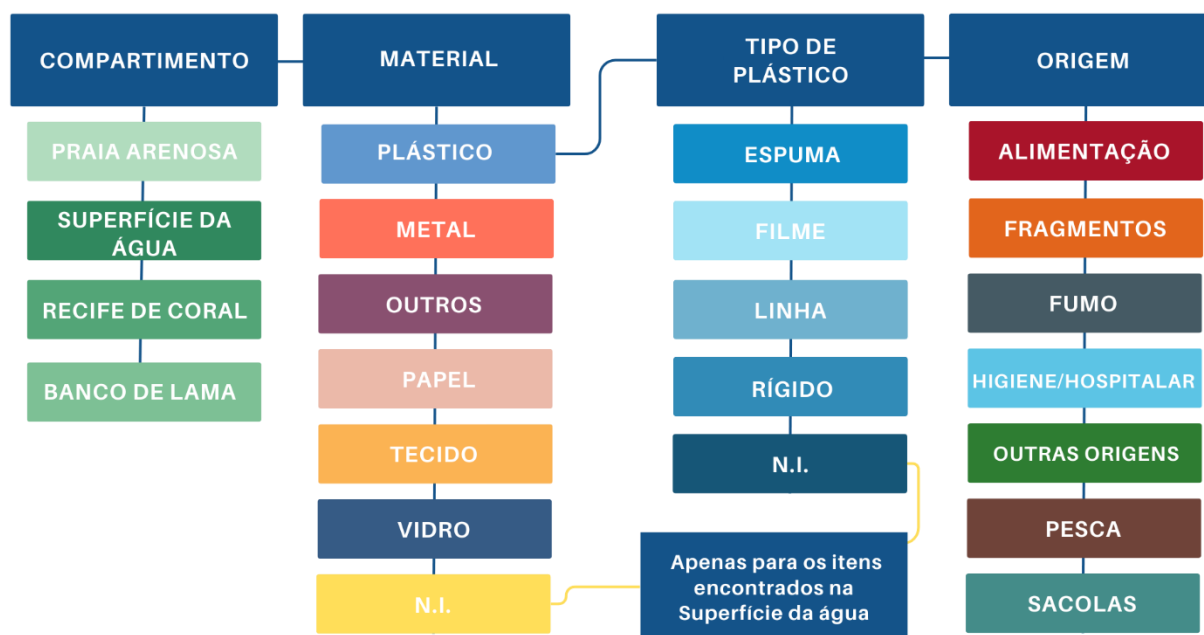 COMPARTIMENTO
PRAIA ARENOSA
SUPERFÍCIE DA
ÁGUA
RECIFE DE CORAL
BANCO DE LAMA
MATERIAL
PLÁSTICO
METAL
OUTROS
PAPEL
TECIDO
VIDRO
N.I.
TIPO DE
PLÁSTICO
ESPUMA
FILME
LINHA
RÍGIDO
N.I.
Apenas para os itens
encontrados na
Superfície da água
ORIGEM
ALIMENTAÇÃO
FRAGMENTOS
FUMO
HIGIENE/HOSPITALAR
OUTRAS ORIGENS
PESCA
SACOLAS